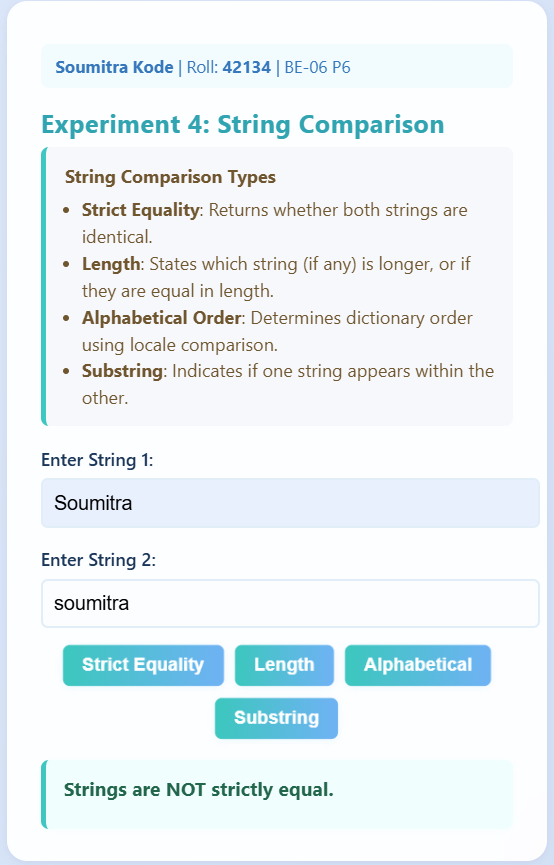 Soumitra Kode | Roll: 42134 | BE-06 P6
Experiment 4: String Comparison
String Comparison Types
• Strict Equality: Returns whether both strings are
identical.
• Length: States which string (if any) is longer, or if
they are equal in length.
• Alphabetical Order: Determines dictionary order
using locale comparison.
• Substring: Indicates if one string appears within the
other.
Enter String 1:
Soumitra
Enter String 2:
soumitra
Strict Equality Length Alphabetical
Substring
Strings are NOT strictly equal.